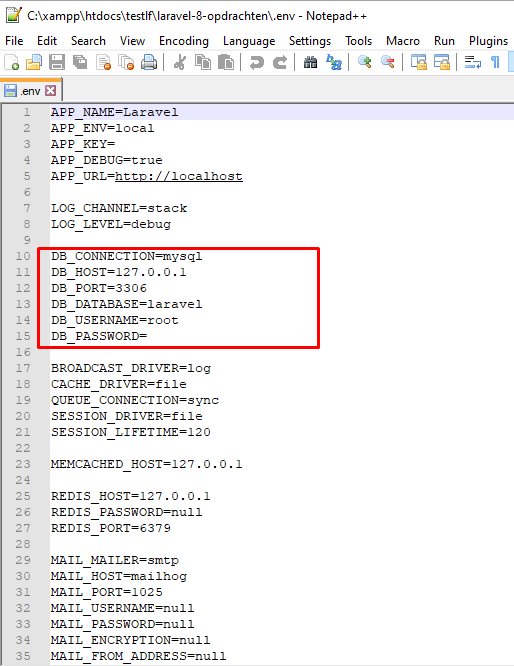 C:\xampp\htdocs\testlf\laravel-8-opdrachten\.env - Notepad++
File Edit Search View Encoding Language Settings Tools Macro Run Plugins
.env
1 APP_NAME=Laravel
2 APP_ENV=local
3 APP_KEY=
4 APP_DEBUG=true
5 APP_URL=http://localhost
6
7 LOG_CHANNEL=stack
8 LOG_LEVEL=debug
9
10 DB_CONNECTION=mysql
11 DB_HOST=127.0.0.1
12 DB_PORT=3306
13 DB_DATABASE=laravel
14 DB_USERNAME=root
15 DB_PASSWORD=
16
17 BROADCAST_DRIVER=log
18 CACHE_DRIVER=file
19 QUEUE_CONNECTION=sync
20 SESSION_DRIVER=file
21 SESSION_LIFETIME=120
22
23 MEMCACHED_HOST=127.0.0.1
24
25 REDIS_HOST=127.0.0.1
26 REDIS_PASSWORD=null
27 REDIS_PORT=6379
28
29 MAIL_MAILER=smtp
30 MAIL_HOST=mailhog
31 MAIL_PORT=1025
32 MAIL_USERNAME=null
33 MAIL_PASSWORD=null
34 MAIL_ENCRYPTION=null
35 MAIL_FROM_ADDRESS=null